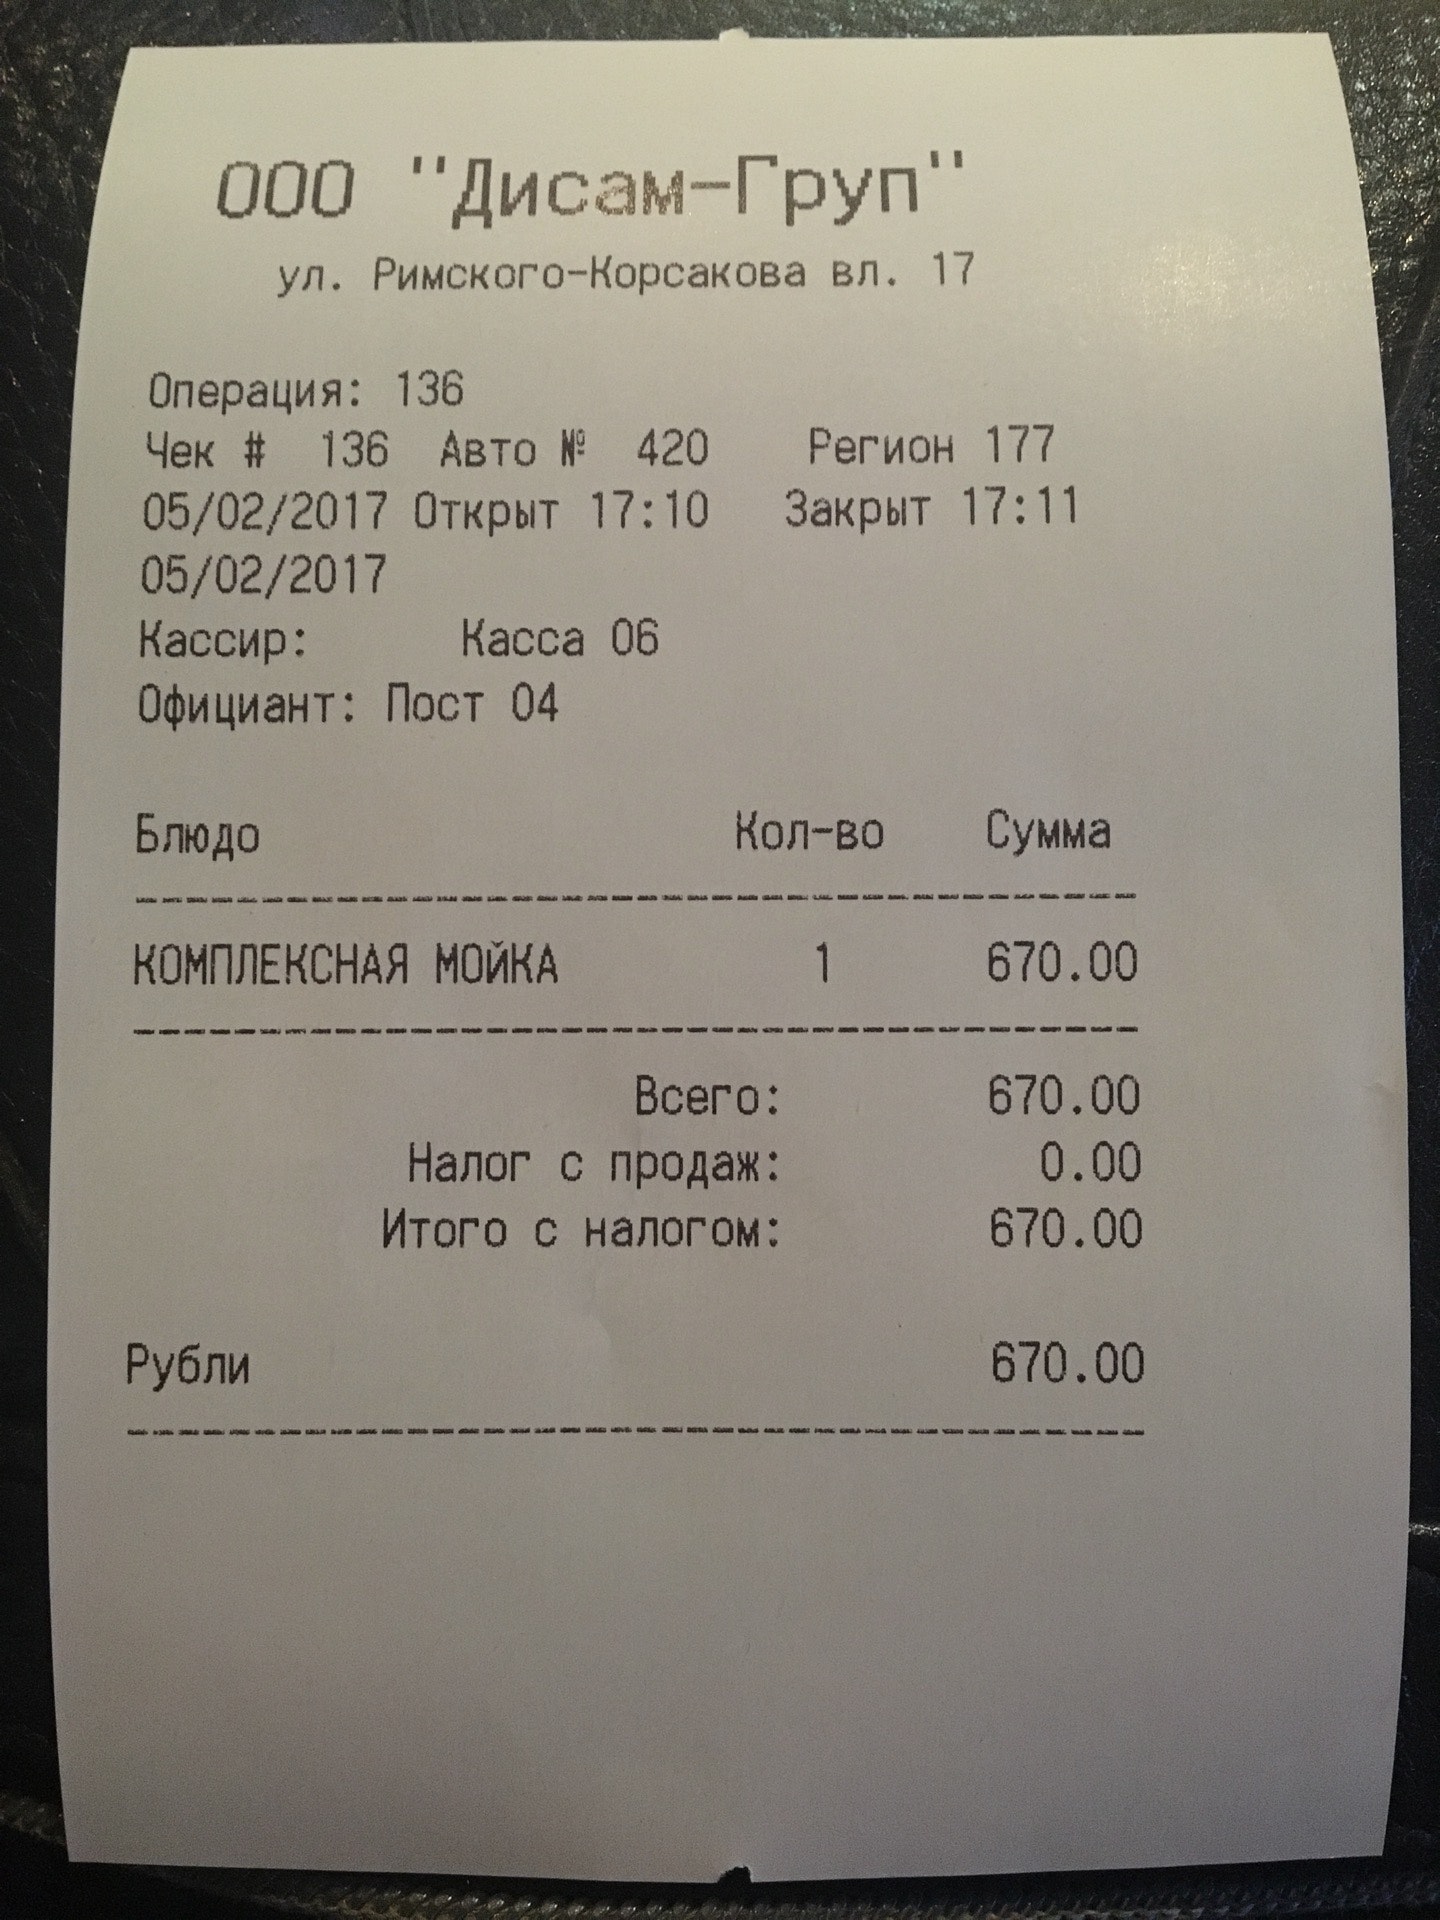 ООО "Дисам-Груп"
ул. Римского-Корсакова вл. 17
Операция: 136
Чек # 136 Авто № 420 Регион 177
05/02/2017 Открыт 17:10 Закрыт 17:11
05/02/2017
Кассир: Касса 06
Официант: Пост 04
Блюдо Кол-во Сумма
КОМПЛЕКСНАЯ МОЙКА 1 670.00
Всего: 670.00
Налог с продаж: 0.00
Итого с налогом: 670.00
Рубли 670.00